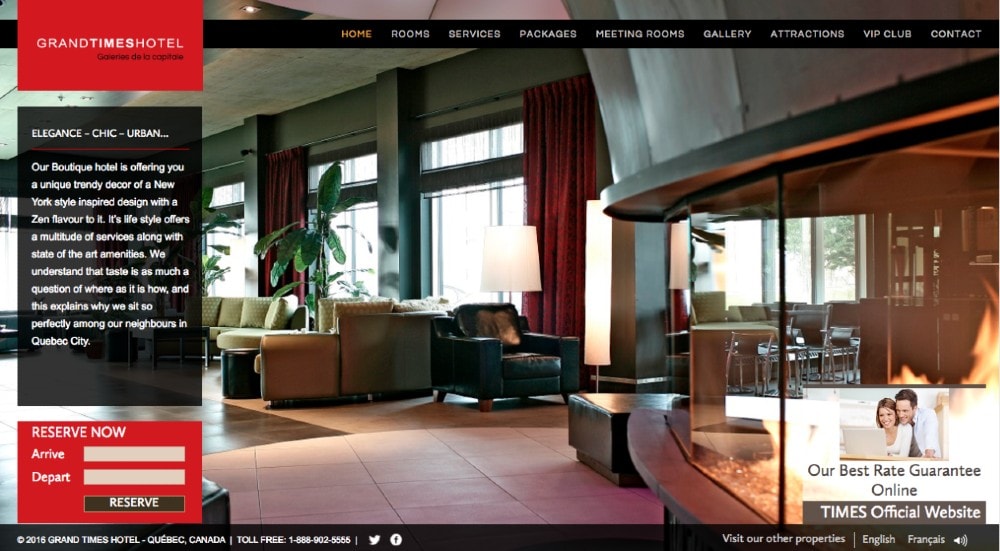 GRANDTIMESHOTEL
Galeries de la capitale
HOME ROOMS SERVICES PACKAGES MEETING ROOMS GALLERY ATTRACTIONS VIP CLUB CONTACT
ELEGANCE – CHIC – URBAN...
Our Boutique hotel is offering you
a unique trendy decor of a New
York style inspired design with a
Zen flavour to it. It's life style offers
a multitude of services along with
state of the art amenities. We
understand that taste is as much a
question of where as it is how, and
this explains why we sit so
perfectly among our neighbours in
Quebec City.
RESERVE NOW
Arrive
Depart
RESERVE
Our Best Rate Guarantee
Online
TIMES Official Website
© 2016 GRAND TIMES HOTEL - QUÉBEC, CANADA | TOLL FREE: 1-888-902-5555 |
Visit our other properties | English Français